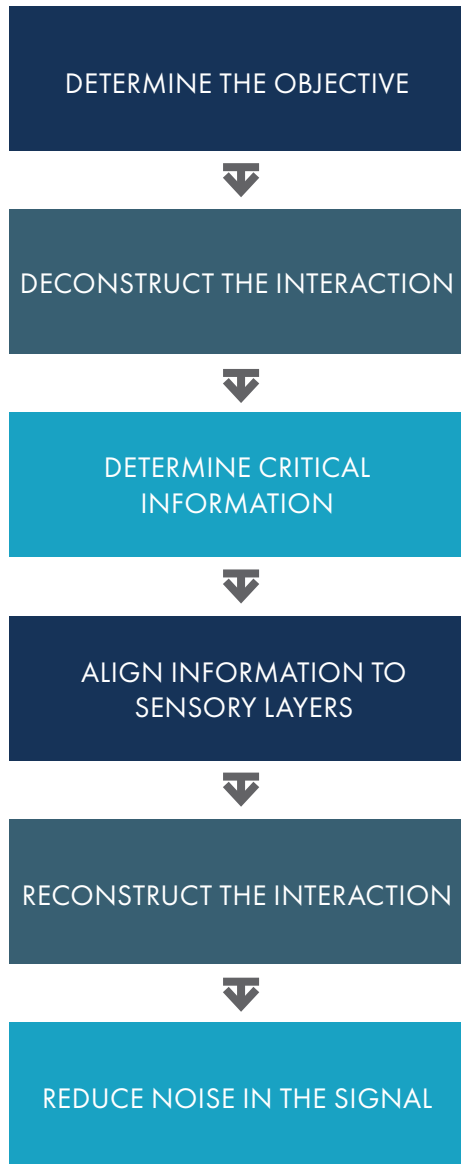 DETERMINE THE OBJECTIVE
DECONSTRUCT THE INTERACTION
DETERMINE CRITICAL
INFORMATION
ALIGN INFORMATION TO
SENSORY LAYERS
RECONSTRUCT THE INTERACTION
REDUCE NOISE IN THE SIGNAL